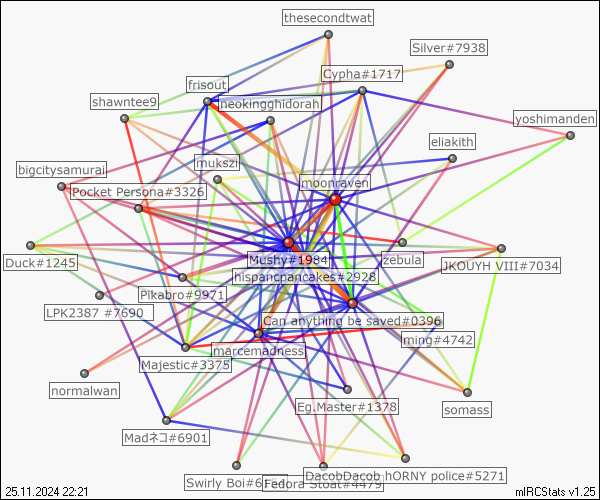 thesecondtwat
Silver#7938
Cypha#1717
frisout
neokingghidorah
shawntee9
yoshimanden
eliakith
mukszi
bigcitysamurai
moonraven
Pocket Persona#3326
Mushy#1984
zebula
Duck#1245
JKOUYH VIII#7034
hispancpancakes#2928
Pikabro#9971
LPK2387 #7690
Can anything be saved#0396
ming#4742
marcemadness
Majestic#3375
normalwan
Eg.Master#1378
somass
Madネコ#6901
DacobDacob hORNY police#5271
Swirly Boi#6
Fedora Stoat#4479
25.11.2024 22:21
mIRCStats v1.25